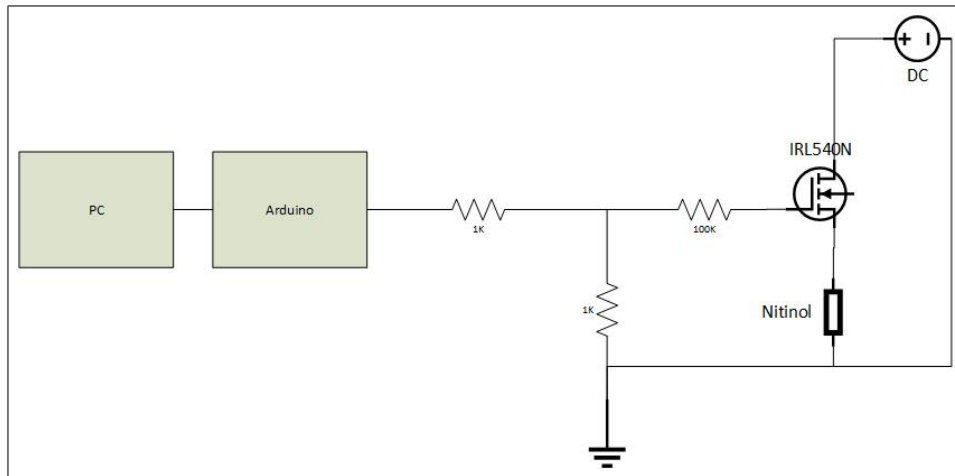 DC
IRL540N
PC
Arduino
1K
100K
1K
Nitinol